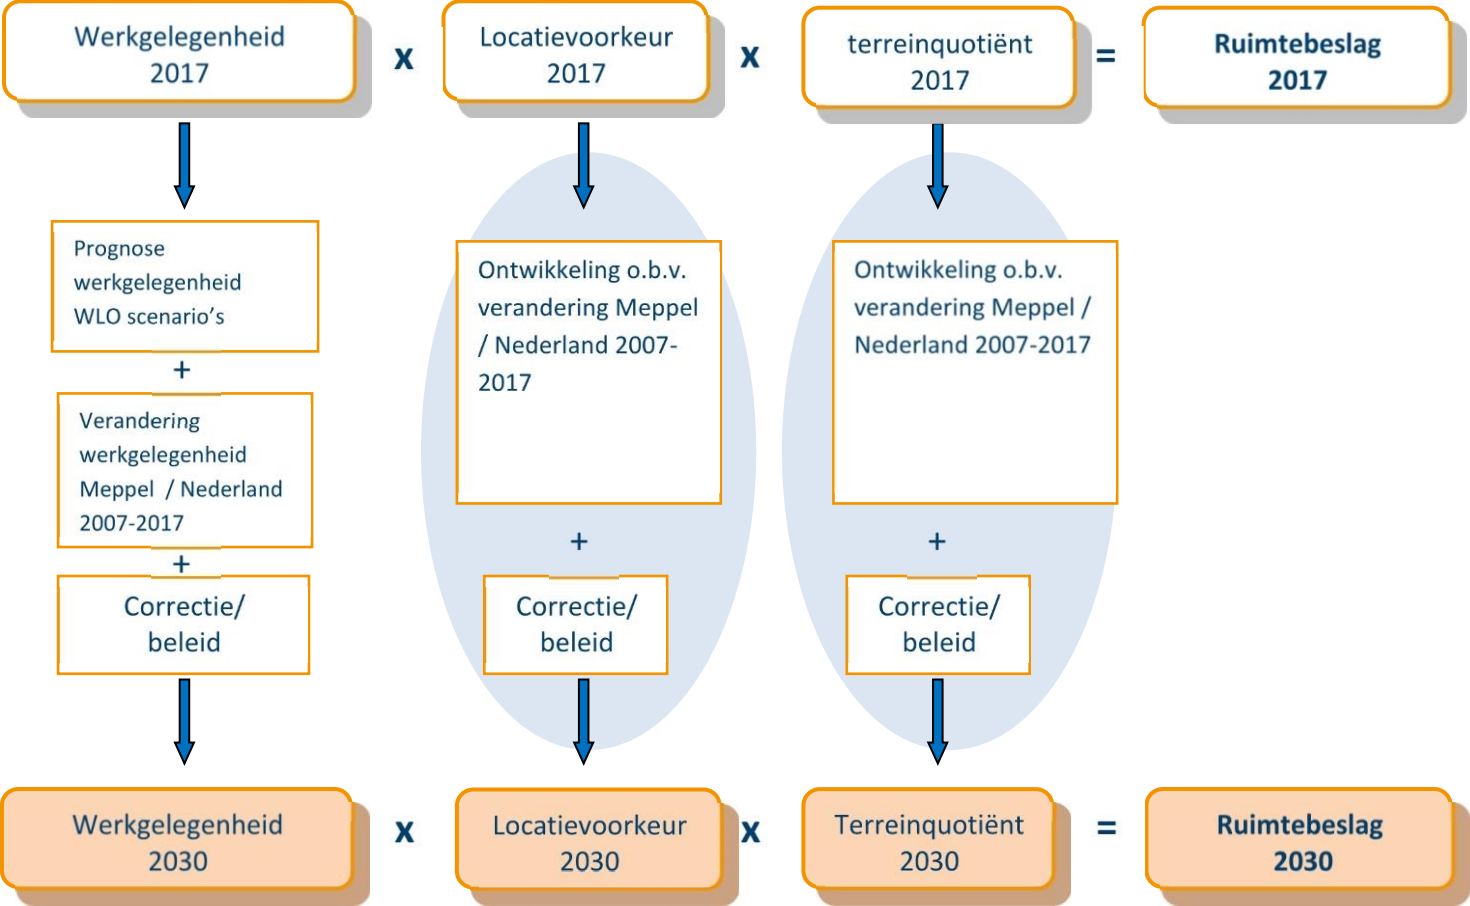 Werkgelegenheid
2017
x
Locatievoorkeur
2017
x
terreinquotiënt
2017
=
Ruimtebeslag
2017
Prognose
werkgelegenheid
WLO scenario’s
+
Verandering
werkgelegenheid
Meppel / Nederland
2007-2017
+
Correctie/
beleid
Ontwikkeling o.b.v.
verandering Meppel
/ Nederland 2007-
2017
+
Correctie/
beleid
Ontwikkeling o.b.v.
verandering Meppel /
Nederland 2007-2017
+
Correctie/
beleid
Werkgelegenheid
2030
x
Locatievoorkeur
2030
x
Terreinquotiënt
2030
=
Ruimtebeslag
2030